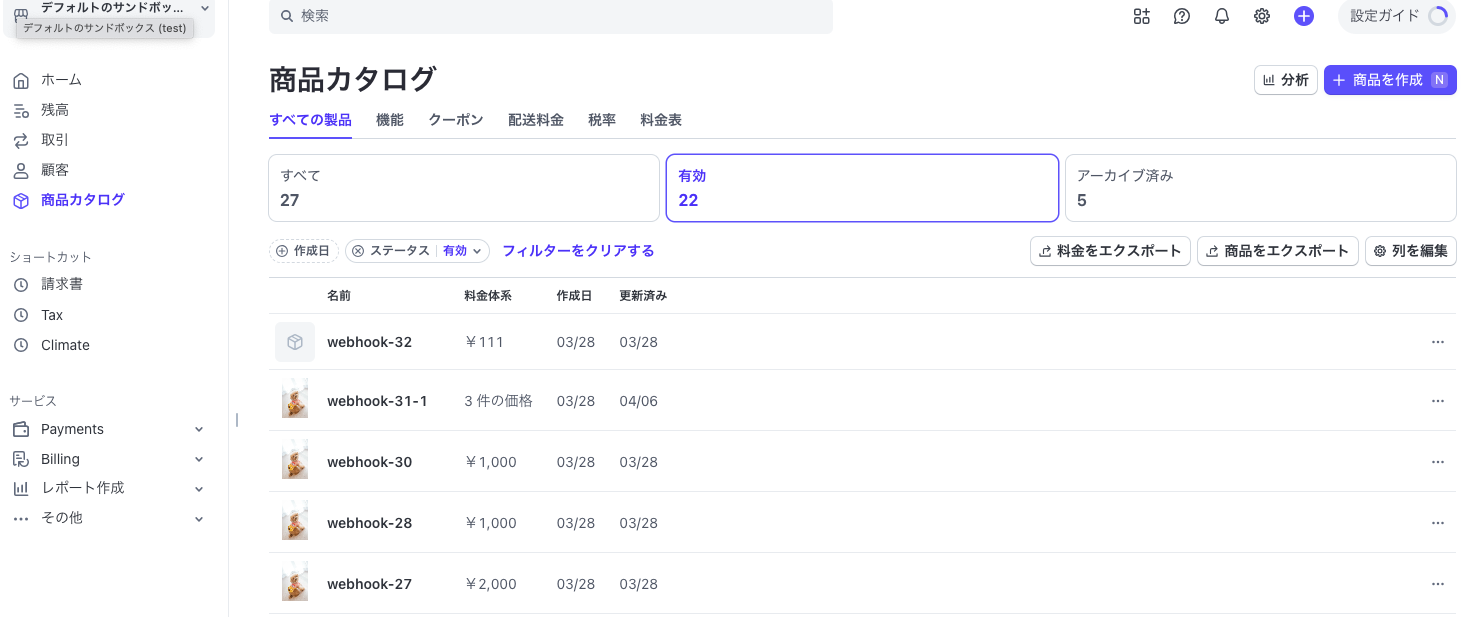 デフォルトのサンドボッ...
デフォルトのサンドボックス (test)
検索
設定ガイド
ホーム
残高
取引
顧客
商品カタログ
ショートカット
請求書
Tax
Climate
サービス
Payments
Billing
レポート作成
その他
商品カタログ
分析
商品を作成 N
すべての製品 機能 クーポン 配送料金 税率 料金表
すべて
27
有効
22
アーカイブ済み
5
作成日 ステータス 有効 フィルターをクリアする 料金をエクスポート 商品をエクスポート 列を編集
名前 料金体系 作成日 更新済み
webhook-32 ￥111 03/28 03/28
webhook-31-1 3 件の価格 03/28 04/06
webhook-30 ￥1,000 03/28 03/28
webhook-28 ￥1,000 03/28 03/28
webhook-27 ￥2,000 03/28 03/28